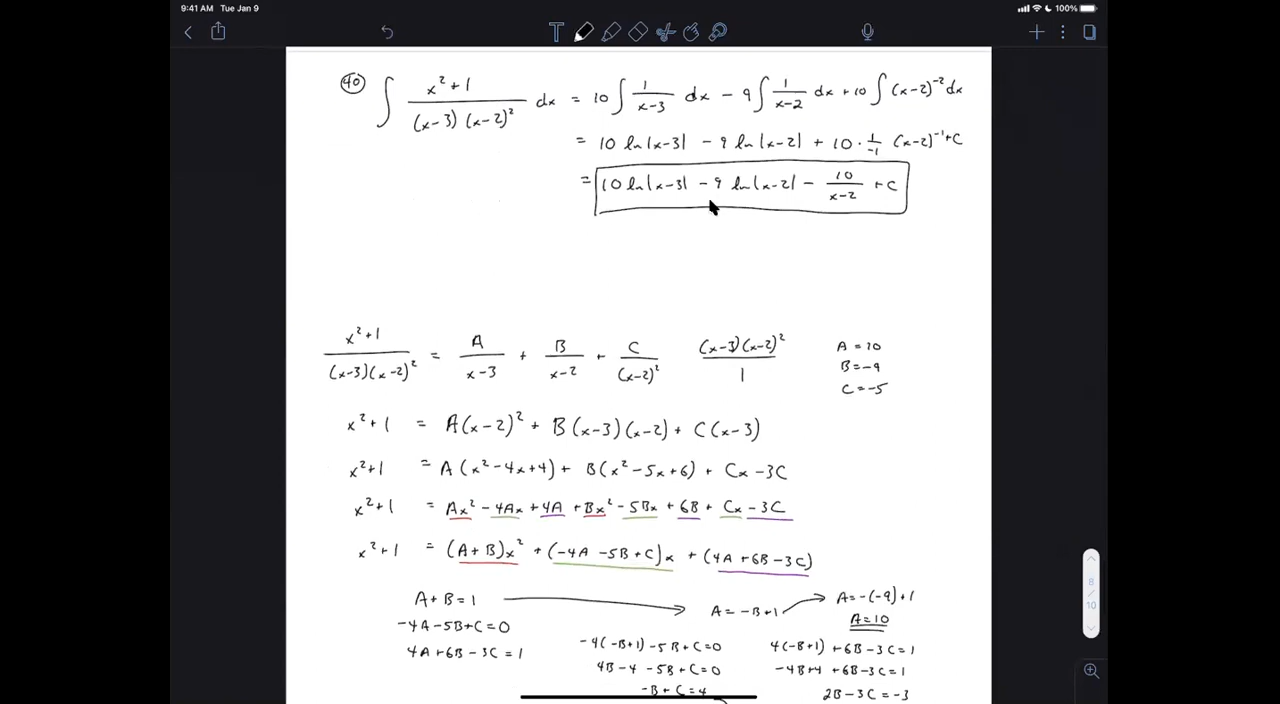 9:41 AM Tue Jan 9
100%
(40) ∫ (x²+1)/((x-3)(x-2)²) dx = 10 ∫ 1/(x-3) dx - 9 ∫ 1/(x-2) dx + 10 ∫ (x-2)⁻² dx
= 10 ln|x-3| - 9 ln|x-2| + 10 · 1/-1 (x-2)⁻¹ + C
= 10 ln|x-3| - 9 ln|x-2| - 10/(x-2) + C
(x²+1)/((x-3)(x-2)²) = A/(x-3) + B/(x-2) + C/(x-2)² (x-3)(x-2)²/1
A = 10
B = -9
C = -5
x²+1 = A(x-2)² + B(x-3)(x-2) + C(x-3)
x²+1 = A(x²-4x+4) + B(x²-5x+6) + Cx - 3C
x²+1 = Ax² - 4Ax + 4A + Bx² - 5Bx + 6B + Cx - 3C
x²+1 = (A+B)x² + (-4A-5B+C)x + (4A+6B-3C)
A+B=1
-4A-5B+C=0
4A+6B-3C=1
A=-B+1
A=-(-9)+1
A=10
-4(-B+1)-5B+C=0
4B-4-5B+C=0
-B+C=4
4(-B+1)+6B-3C=1
-4B+4+6B-3C=1
2B-3C=-3
8
/
10